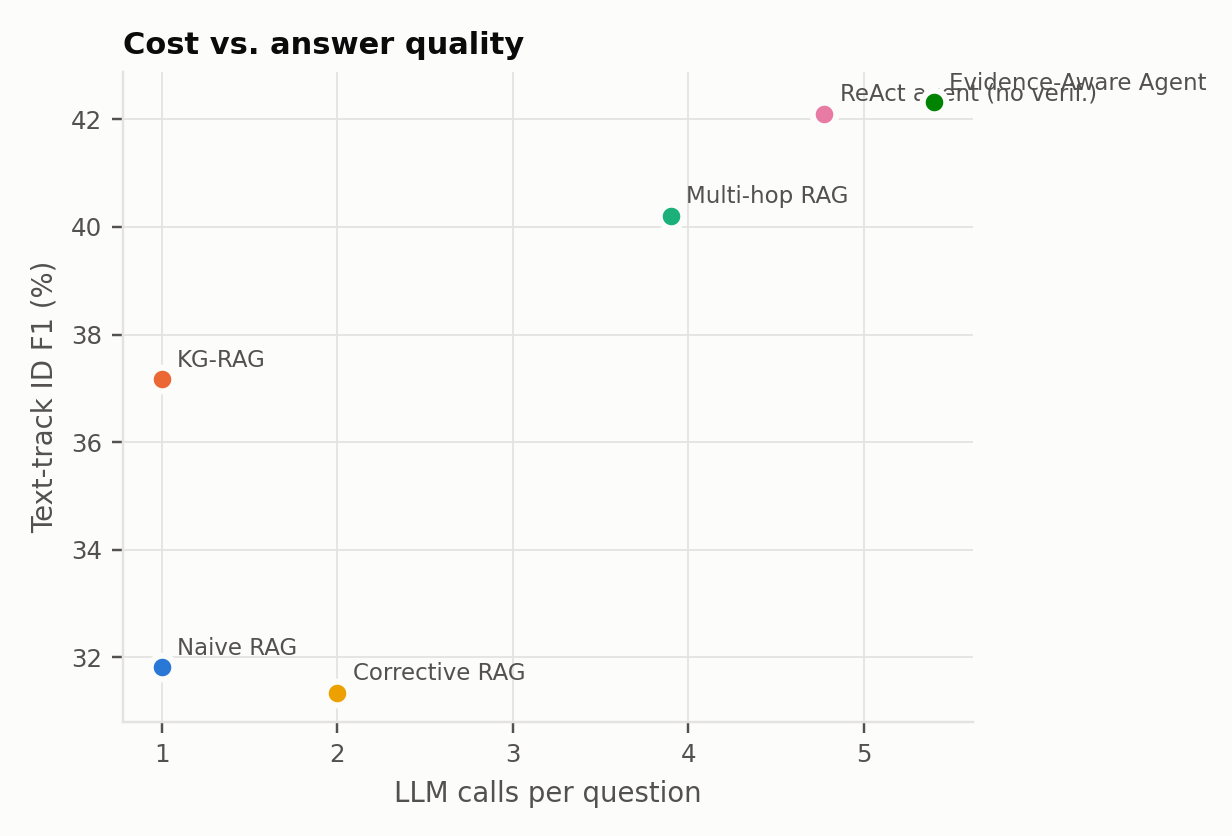 Cost vs. answer quality
Evidence-Aware Agent
ReAct agent (no verif.)
42
Multi-hop RAG
40
Text-track ID F1 (%)
38
KG-RAG
36
34
Naive RAG
32
Corrective RAG
1 2 3 4 5
LLM calls per question